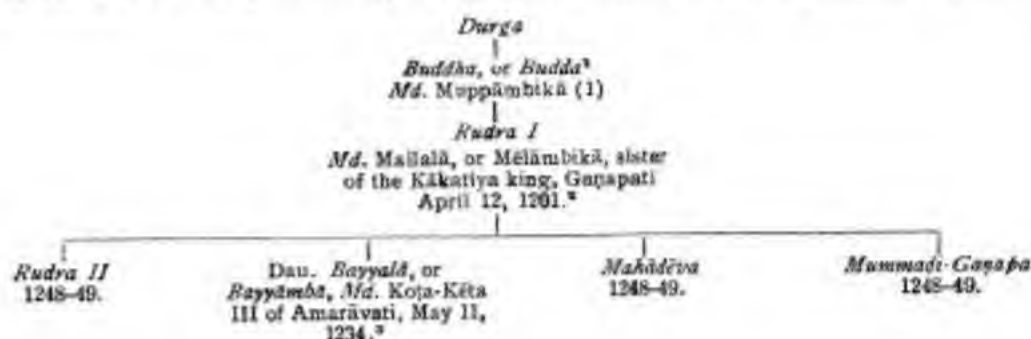 Durga
Buddha, or Budda²
Md. Muppāmbikā (1)
Rudra I
Md. Mailalā, or Mēlāmbikā, sister
of the Kākatiya king, Gaṇapati
April 12, 1201.²
Rudra II
1248–49.
Dau. Bayyalā, or
Bayyāmbā, Md. Koṭa-Kēta
III of Amarāvati, May 11,
1234.³
Mahādēva
1248–49.
Mummaḍi-Gaṇapa
1248–49.